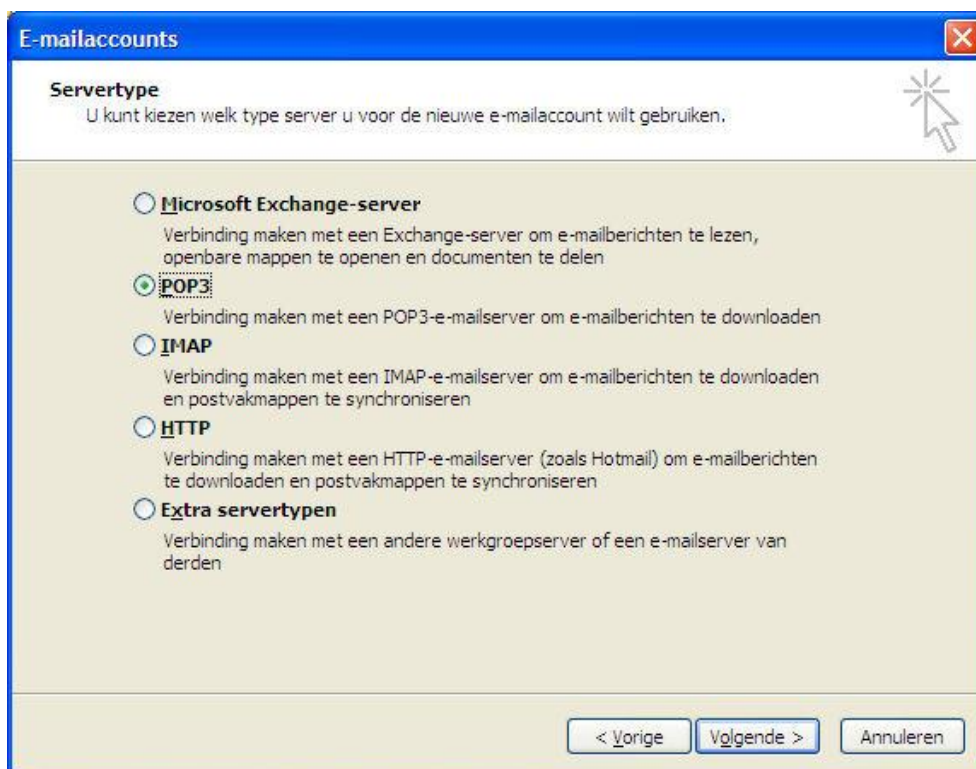 E-mailaccounts
Servertype
U kunt kiezen welk type server u voor de nieuwe e-mailaccount wilt gebruiken.
Microsoft Exchange-server
Verbinding maken met een Exchange-server om e-mailberichten te lezen,
openbare mappen te openen en documenten te delen
POP3
Verbinding maken met een POP3-e-mailserver om e-mailberichten te downloaden
IMAP
Verbinding maken met een IMAP-e-mailserver om e-mailberichten te downloaden
en postvakmappen te synchroniseren
HTTP
Verbinding maken met een HTTP-e-mailserver (zoals Hotmail) om e-mailberichten
te downloaden en postvakmappen te synchroniseren
Extra servertypen
Verbinding maken met een andere werkgroepserver of een e-mailserver van
derden
< Vorige Volgende > Annuleren